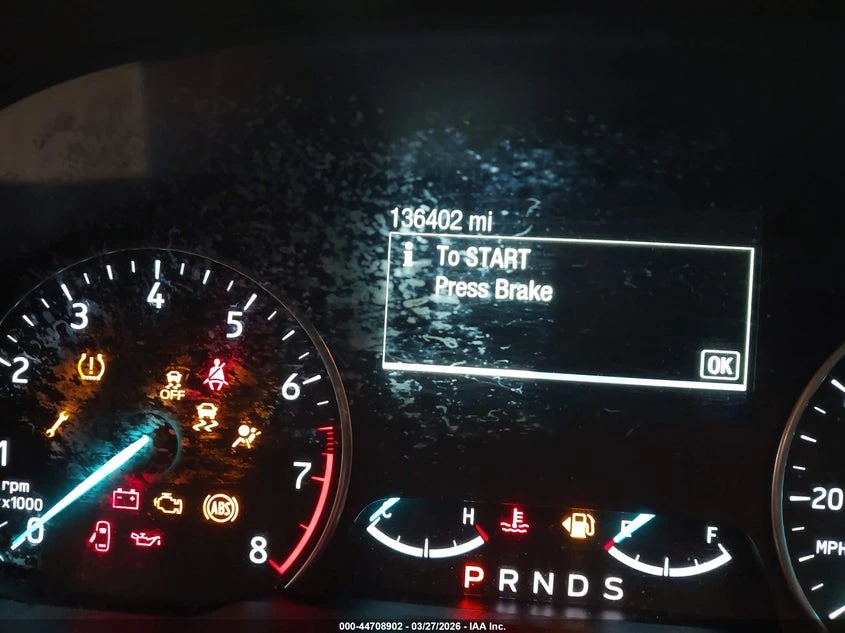 136402 mi
i To START
Press Brake
OK
0
1
2
3
4
5
6
7
8
rpm
x1000
OFF
ABS
C
H
E
F
PRNDS
20
MPH
000-44708902 - 03/27/2026 - IAA Inc.